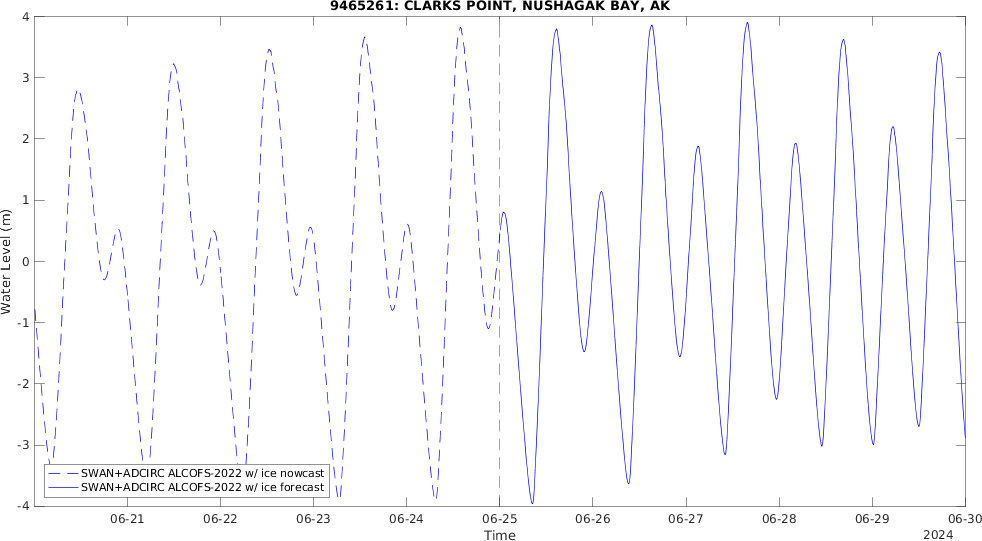 9465261: CLARKS POINT, NUSHAGAK BAY, AK
Water Level (m)
4
3
2
1
0
-1
-2
-3
-4
SWAN+ADCIRC ALCOFS-2022 w/ ice nowcast
SWAN+ADCIRC ALCOFS-2022 w/ ice forecast
06-21 06-22 06-23 06-24 06-25 06-26 06-27 06-28 06-29 06-30
Time
2024